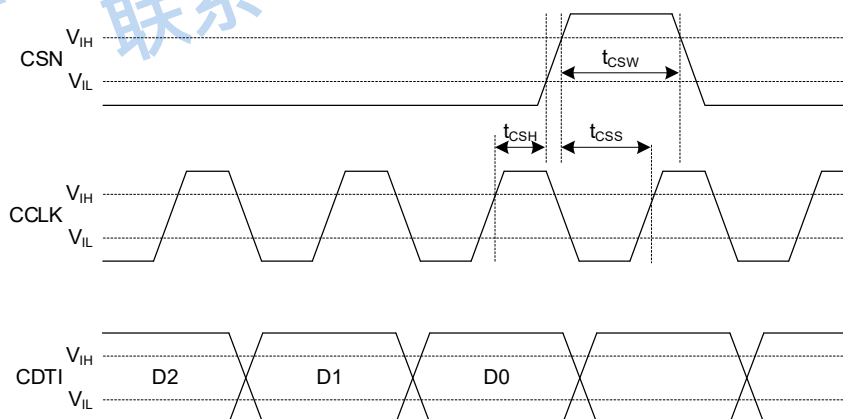 联系
CSN
VIH
VIL
tCSW
tCSH
tCSS
CCLK
VIH
VIL
CDTI
VIH
VIL
D2
D1
D0